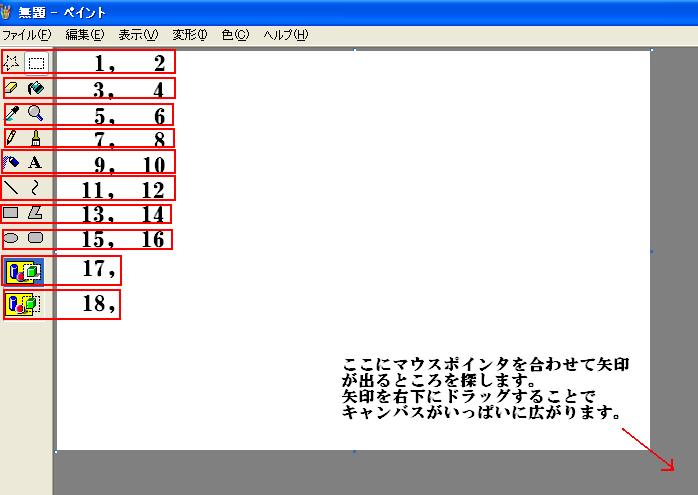 無題 - ペイント
ファイル(F) 編集(E) 表示(V) 変形(I) 色(C) ヘルプ(H)
1, 2
3, 4
5, 6
7, 8
A 9, 10
11, 12
13, 14
15, 16
17,
18,
ここにマウスポインタを合わせて矢印
が出るところを探します。
矢印を右下にドラッグすることで
キャンバスがいっぱいに広がります。